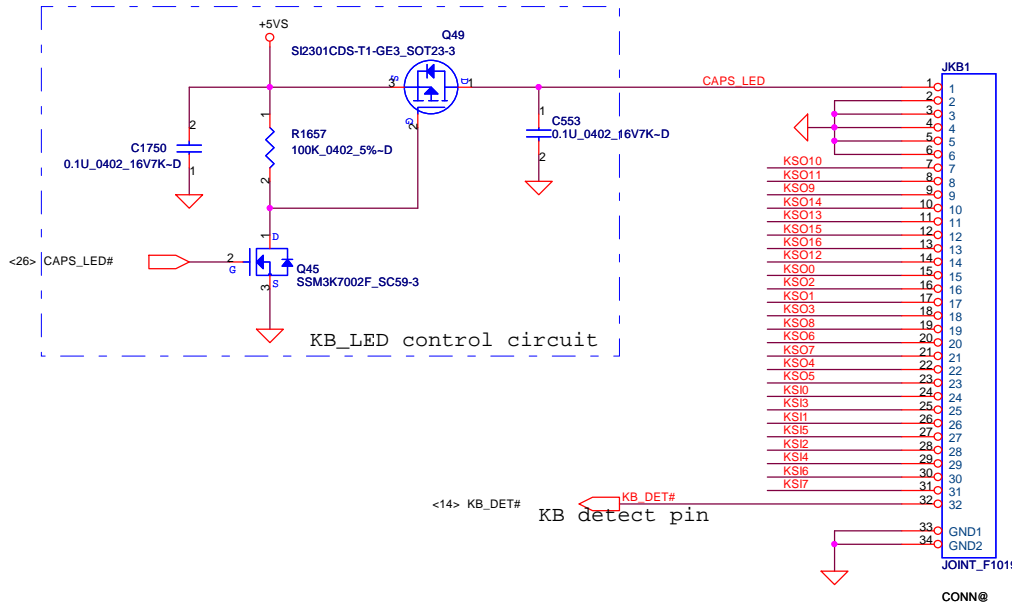 +5VS
Q49
SI2301CDS-T1-GE3_SOT23-3
3
S
D
1
G
2
CAPS_LED
1
C553
0.1U_0402_16V7K~D
2
2
C1750
0.1U_0402_16V7K~D
1
1
R1657
100K_0402_5%~D
2
<26> CAPS_LED#
2
G
1
D
Q45
SSM3K7002F_SC59-3
3
S
KB_LED control circuit
JKB1
1 1
2 2
3 3
4 4
5 5
6 6
KSO10 7 7
KSO11 8 8
KSO9 9 9
KSO14 10 10
KSO13 11 11
KSO15 12 12
KSO16 13 13
KSO12 14 14
KSO0 15 15
KSO2 16 16
KSO1 17 17
KSO3 18 18
KSO8 19 19
KSO6 20 20
KSO7 21 21
KSO4 22 22
KSO5 23 23
KSI0 24 24
KSI3 25 25
KSI1 26 26
KSI5 27 27
KSI2 28 28
KSI4 29 29
KSI6 30 30
KSI7 31 31
<14> KB_DET# KB_DET# 32 32
KB detect pin
33 GND1
34 GND2
JOINT_F1019
CONN@